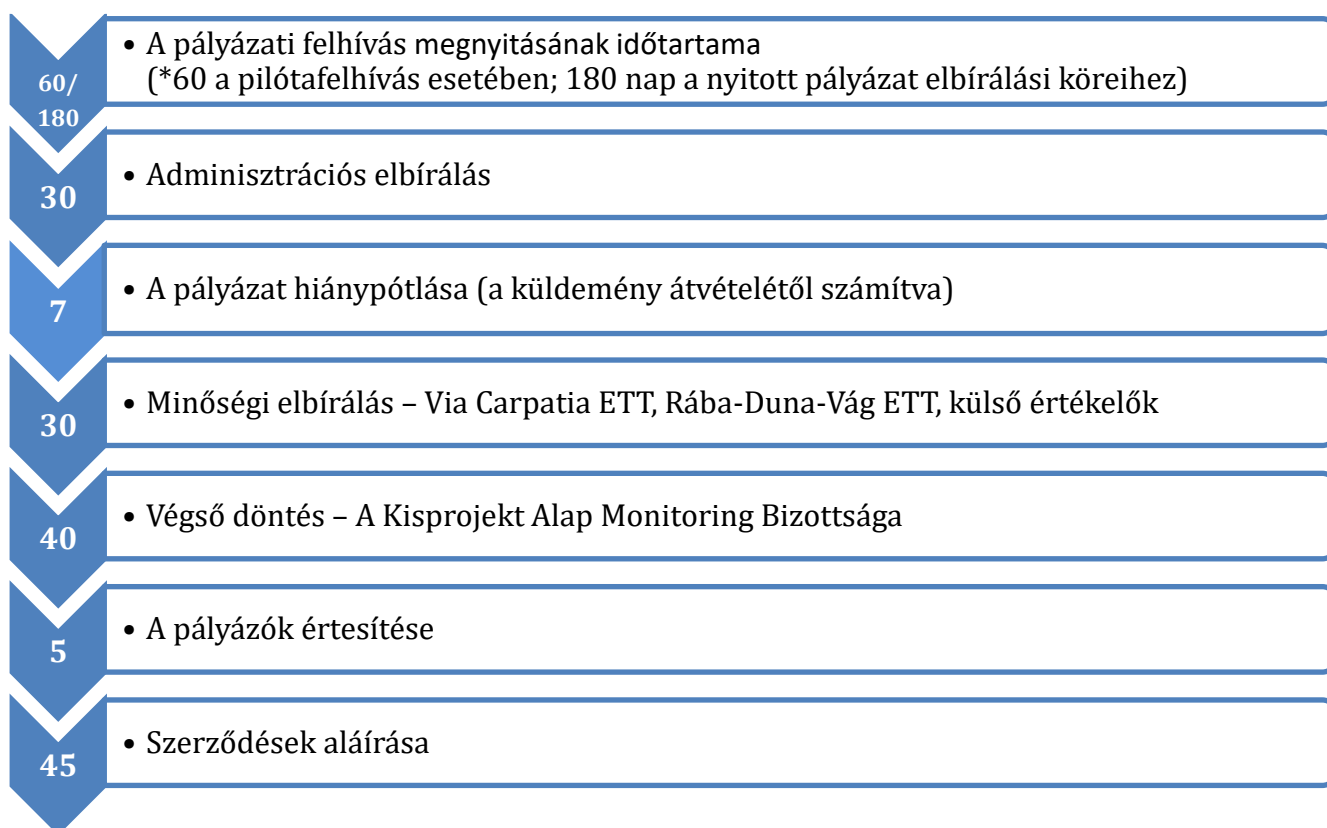 60/
180
• A pályázati felhívás megnyitásának időtartama
(*60 a pilótafelhívás esetében; 180 nap a nyitott pályázat elbírálási köreihez)
30
• Adminisztrációs elbírálás
7
• A pályázat hiánypótlása (a küldemény átvételétől számítva)
30
• Minőségi elbírálás – Via Carpatia ETT, Rába-Duna-Vág ETT, külső értékelők
40
• Végső döntés – A Kisprojekt Alap Monitoring Bizottsága
5
• A pályázók értesítése
45
• Szerződések aláírása